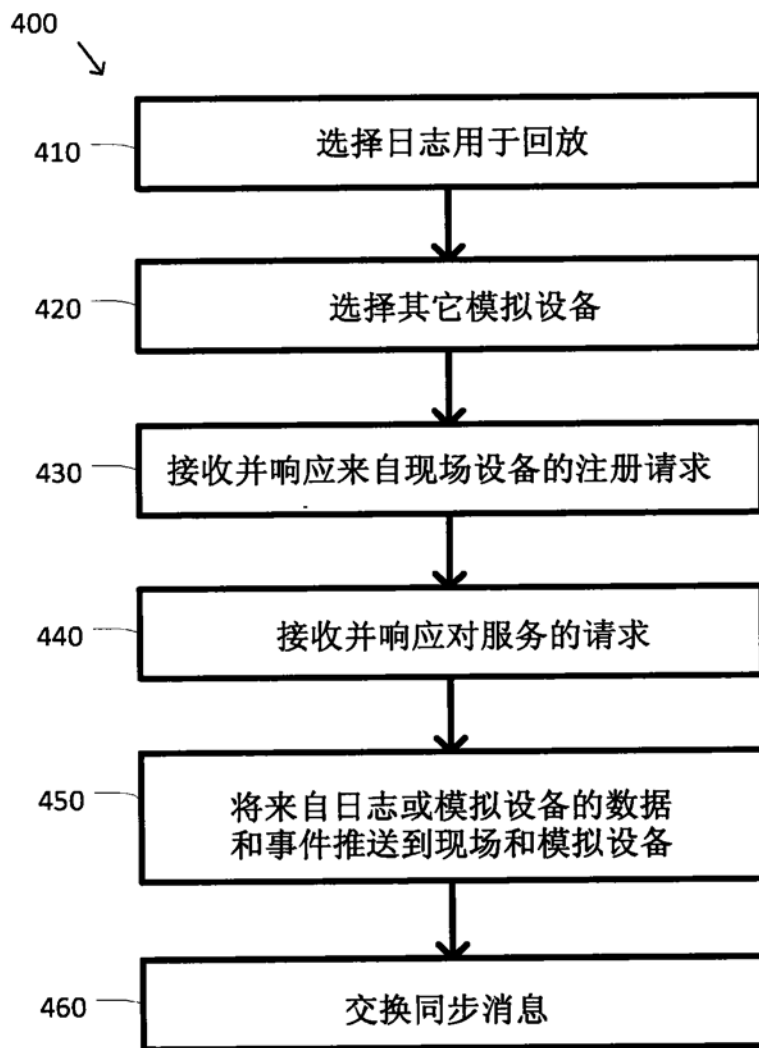 400
410
选择日志用于回放
420
选择其它模拟设备
430
接收并响应来自现场设备的注册请求
440
接收并响应对服务的请求
450
将来自日志或模拟设备的数据
和事件推送到现场和模拟设备
460
交换同步消息